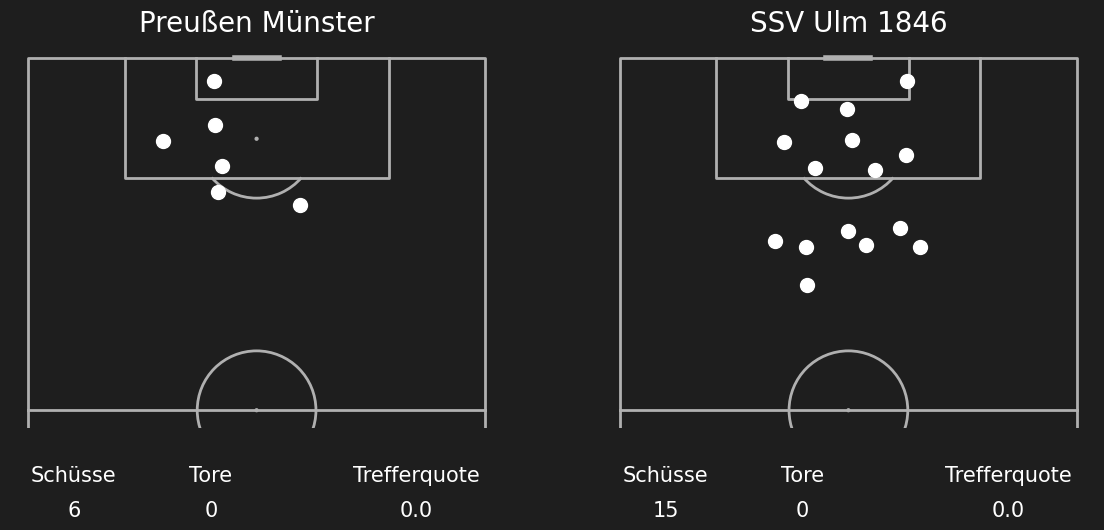 Preußen Münster
SSV Ulm 1846
Schüsse Tore Trefferquote
6 0 0.0
Schüsse Tore Trefferquote
15 0 0.0